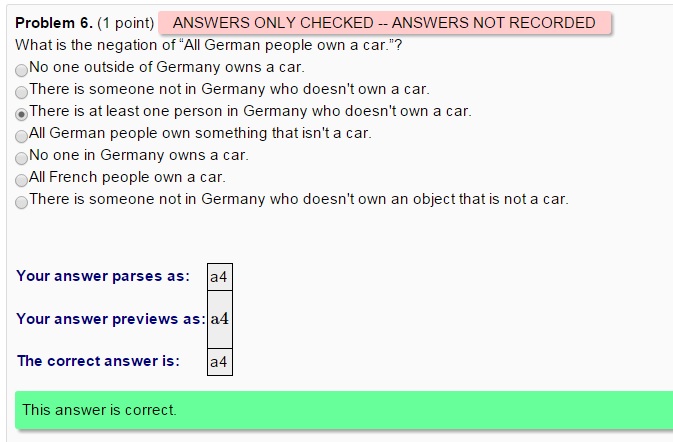 Problem 6. (1 point) ANSWERS ONLY CHECKED -- ANSWERS NOT RECORDED
What is the negation of "All German people own a car."?
No one outside of Germany owns a car.
There is someone not in Germany who doesn't own a car.
There is at least one person in Germany who doesn't own a car.
All German people own something that isn't a car.
No one in Germany owns a car.
All French people own a car.
There is someone not in Germany who doesn't own an object that is not a car.
Your answer parses as: a4
Your answer previews as: a4
The correct answer is: a4
This answer is correct.